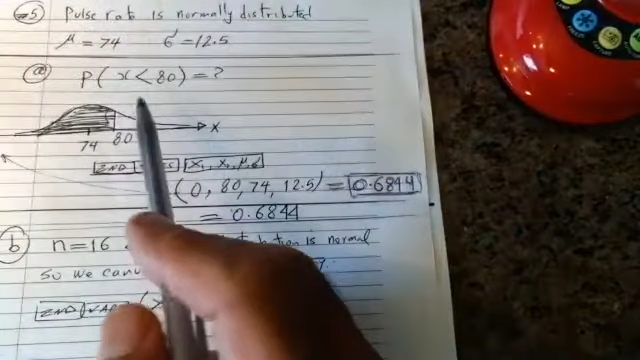 =5 Pulse rate is normally distributed
μ = 74 σ = 12.5
a P( x < 80) = ?
x
74 80
2ND x₁, x₂, μ, σ
(0, 80, 74, 12.5) = 0.6844
= 0.6844
b n=16 is normal
So we can
2ND VARS (